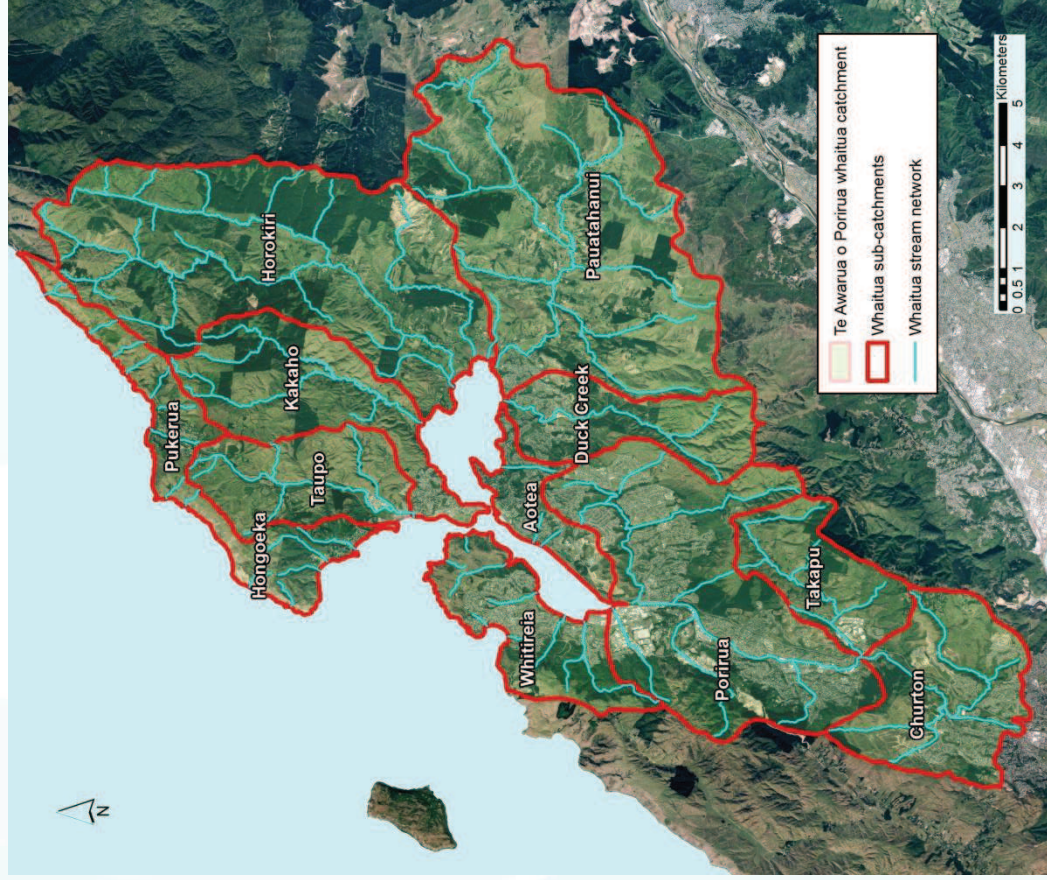 N
Pukerua
Hongoeka
Taupo
Kakaho
Horokiri
Whitireia
Aotea
Duck Creek
Pauatahanui
Porirua
Takapu
Churton
Te Awarua o Porirua whaitua catchment
Whaitua sub-catchments
Whaitua stream network
Kilometers
0 0.5 1 2 3 4 5